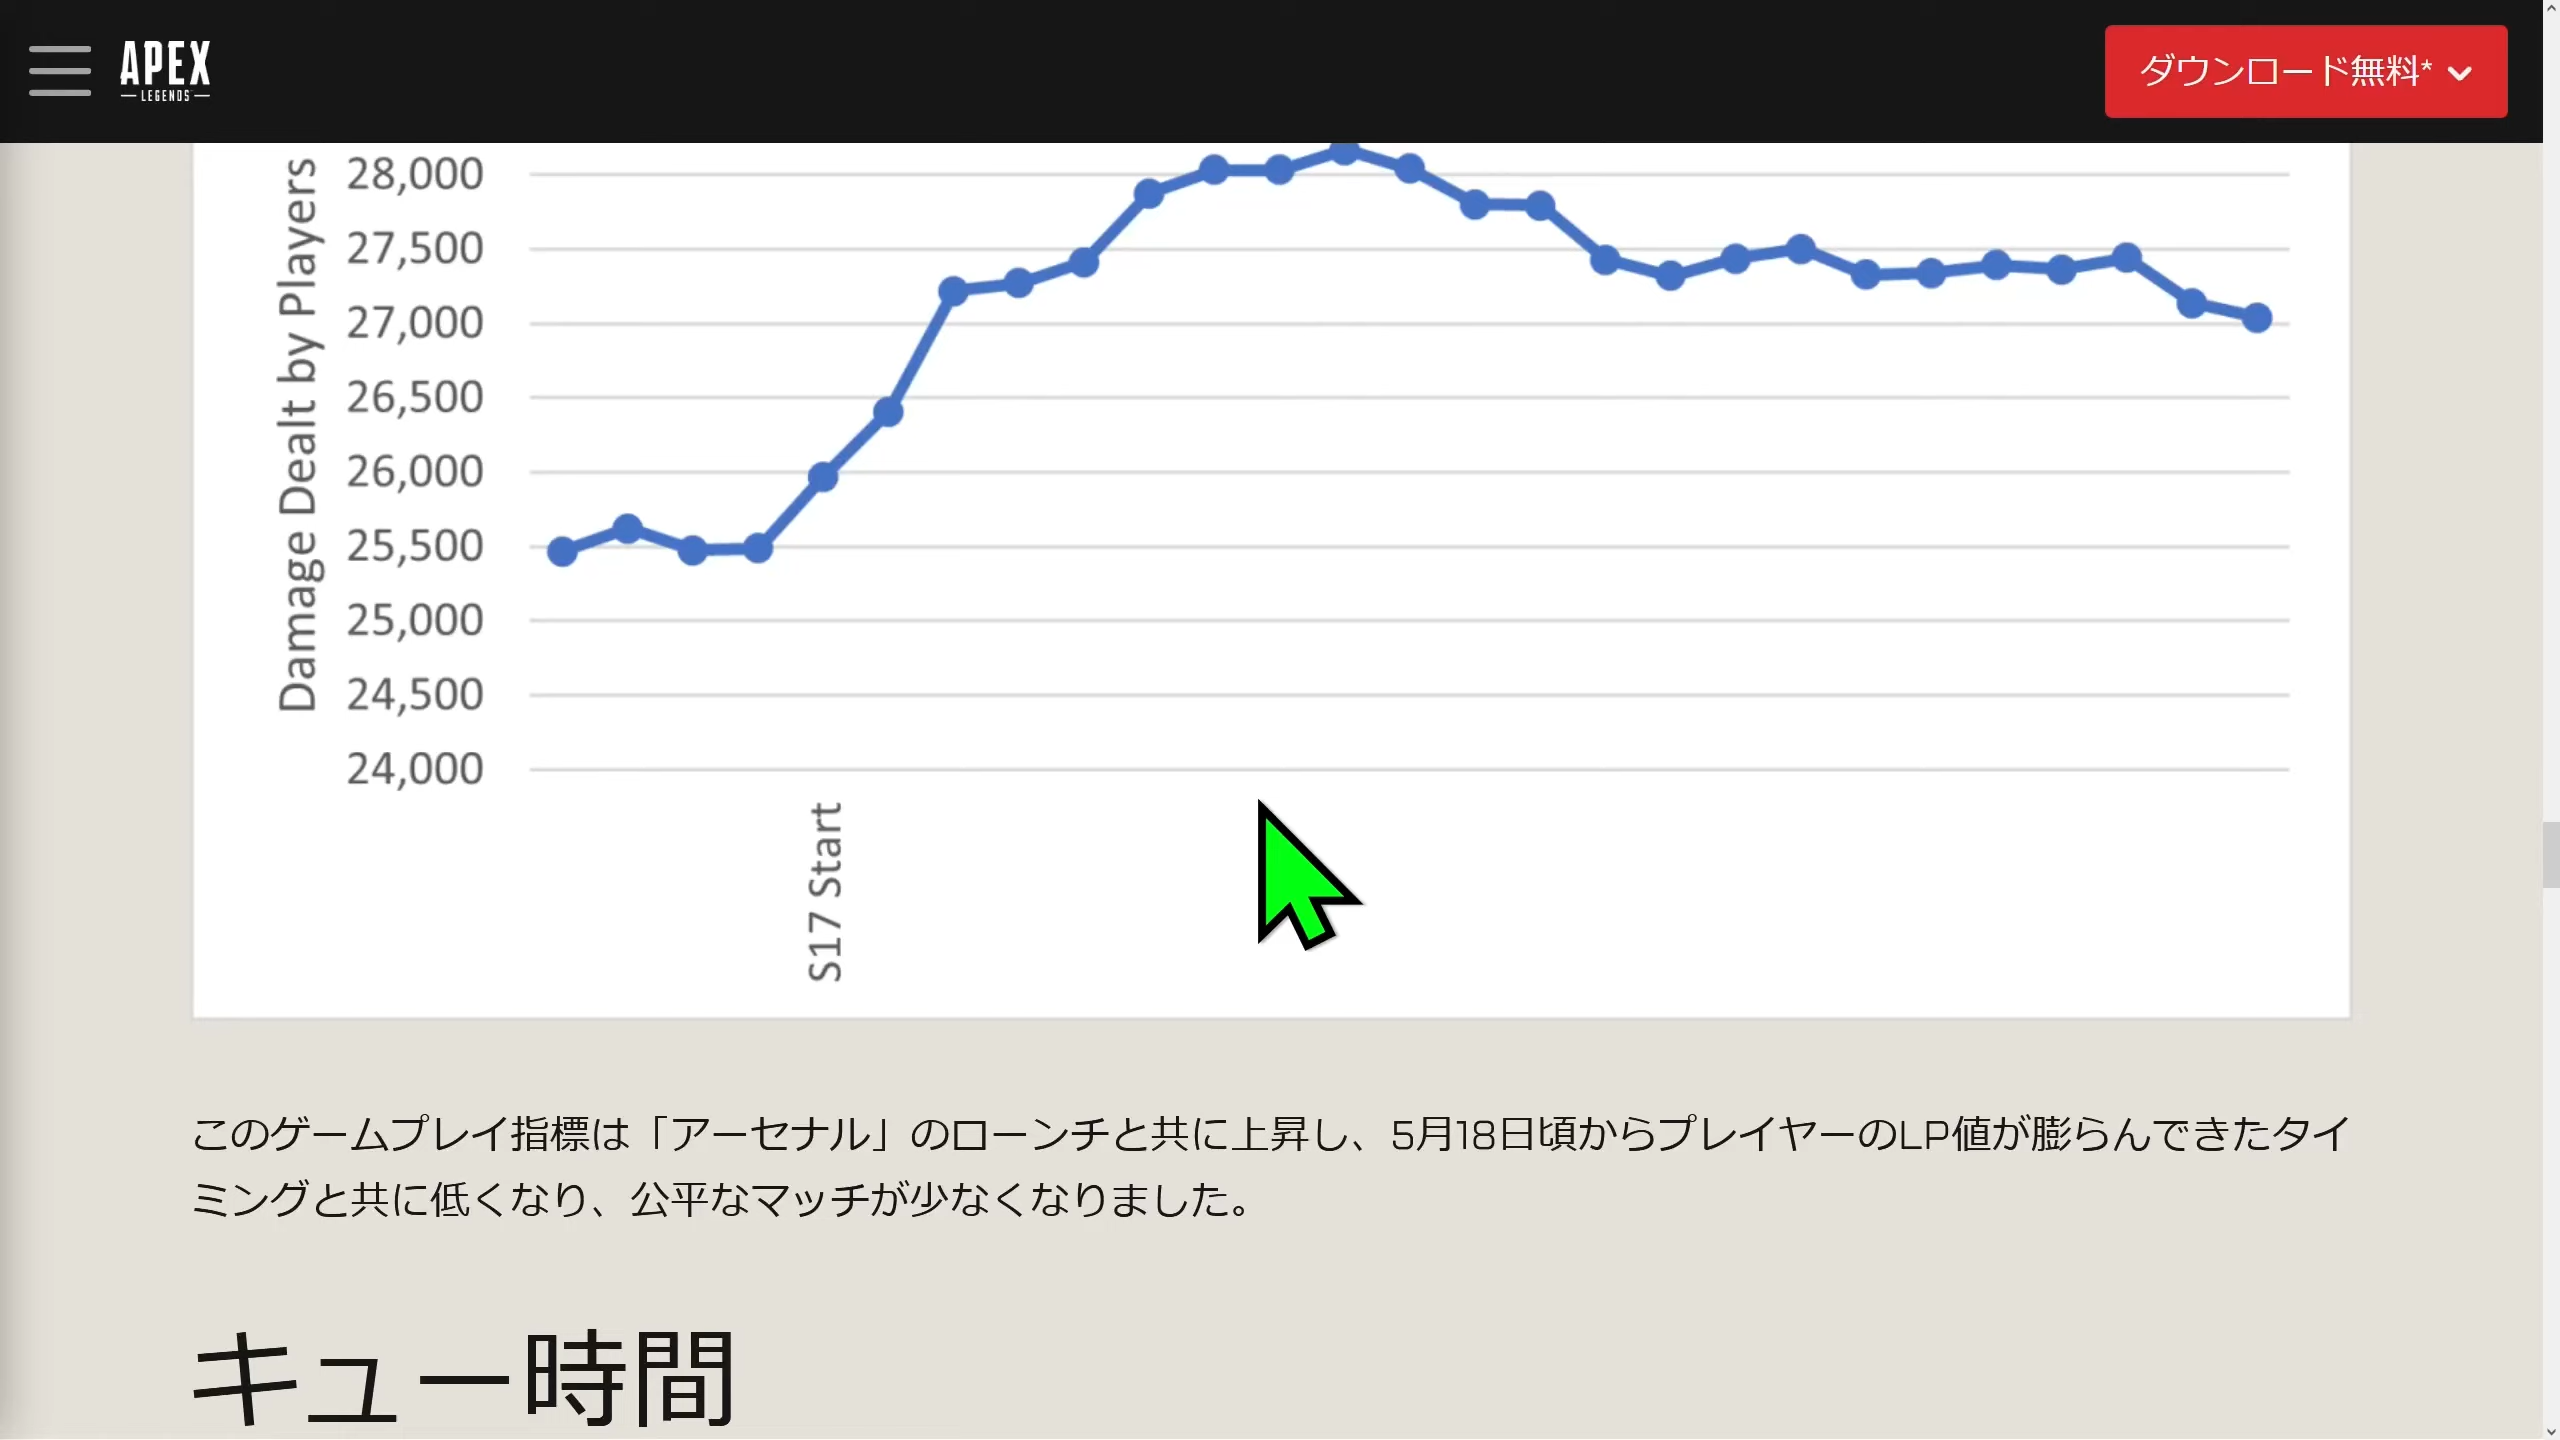 APEX
LEGENDS
ダウンロード無料*
Damage Dealt by Players
28,000
27,500
27,000
26,500
26,000
25,500
25,000
24,500
24,000
S17 Start
このゲームプレイ指標は「アーセナル」のローンチと共に上昇し、5月18日頃からプレイヤーのLP値が膨らんできたタイ
ミングと共に低くなり、公平なマッチが少なくなりました。
キュー時間